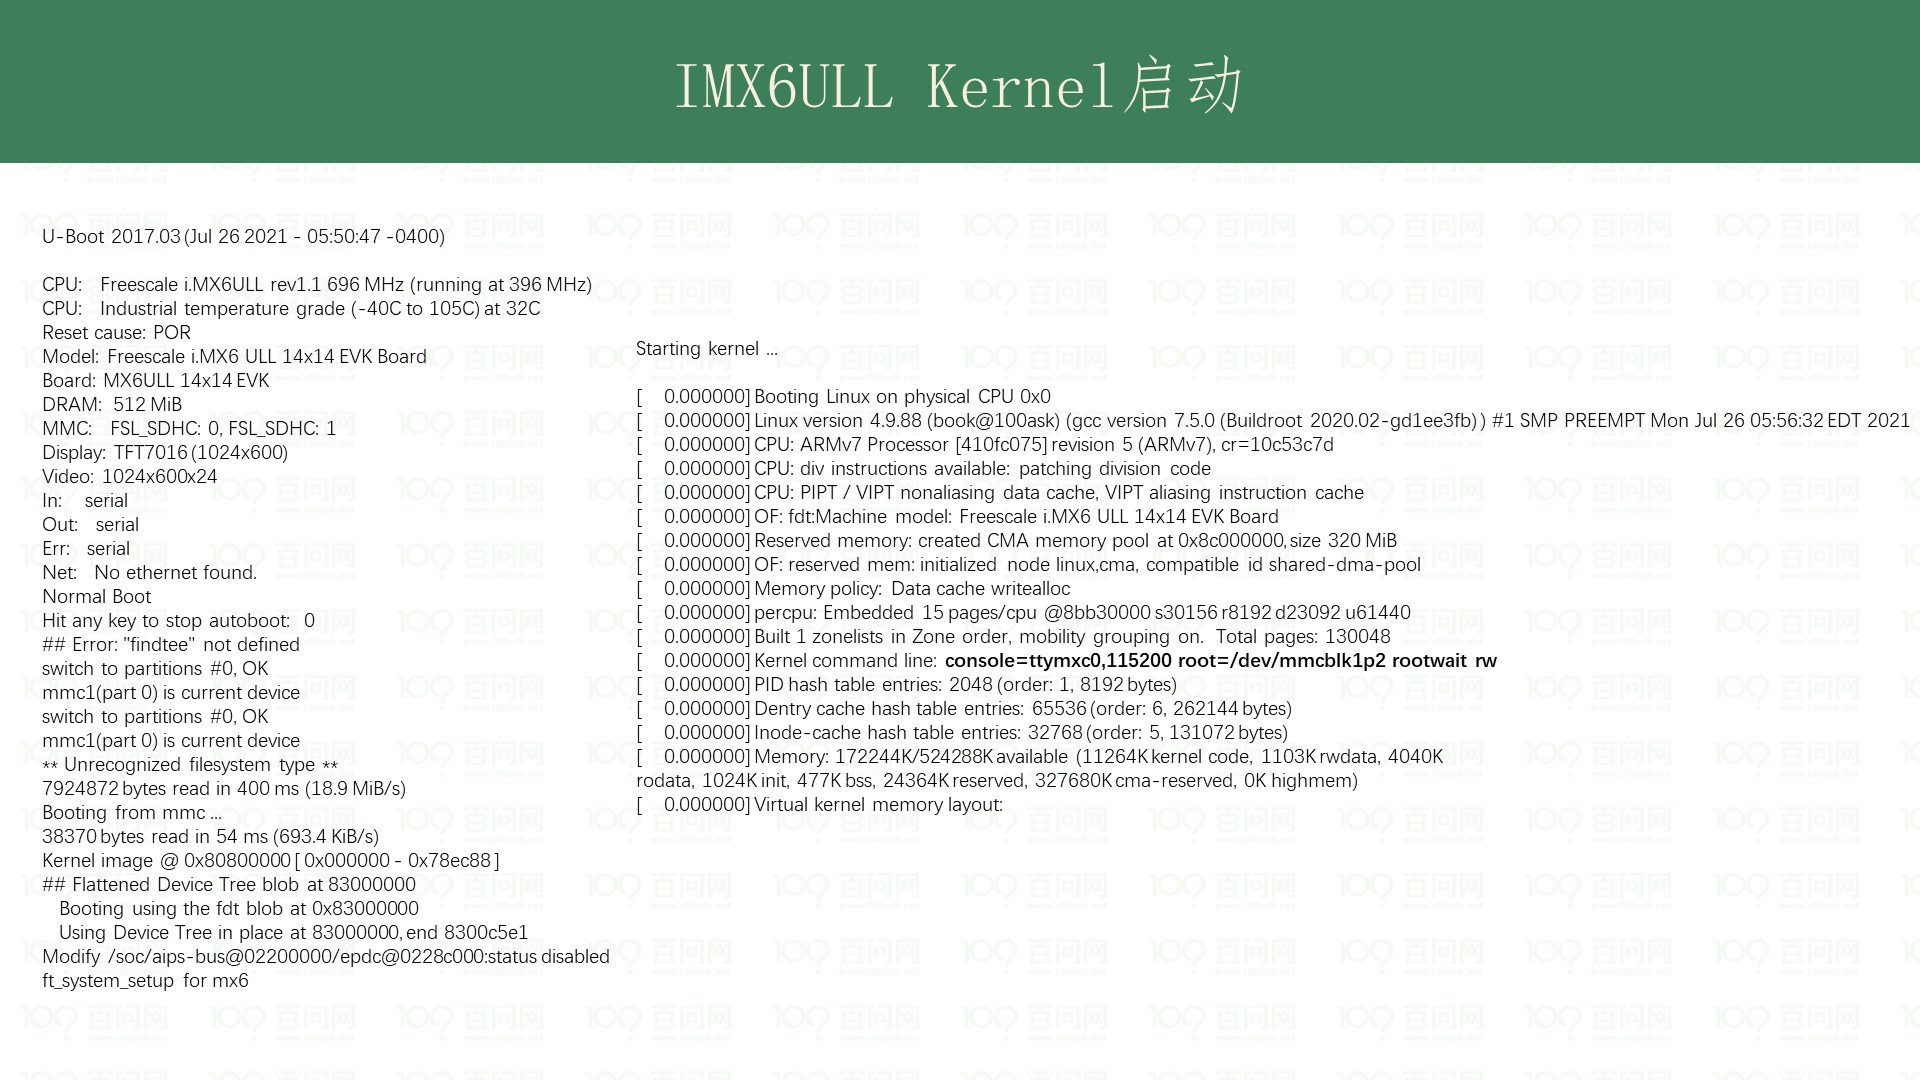 IMX6ULL Kernel启动
U-Boot 2017.03 (Jul 26 2021 - 05:50:47 -0400)
CPU: Freescale i.MX6ULL rev1.1 696 MHz (running at 396 MHz)
CPU: Industrial temperature grade (-40C to 105C) at 32C
Reset cause: POR
Model: Freescale i.MX6 ULL 14x14 EVK Board
Board: MX6ULL 14x14 EVK
DRAM: 512 MiB
MMC: FSL_SDHC: 0, FSL_SDHC: 1
Display: TFT7016 (1024x600)
Video: 1024x600x24
In: serial
Out: serial
Err: serial
Net: No ethernet found.
Normal Boot
Hit any key to stop autoboot: 0
## Error: "findtee" not defined
switch to partitions #0, OK
mmc1(part 0) is current device
switch to partitions #0, OK
mmc1(part 0) is current device
** Unrecognized filesystem type **
7924872 bytes read in 400 ms (18.9 MiB/s)
Booting from mmc ...
38370 bytes read in 54 ms (693.4 KiB/s)
Kernel image @ 0x80800000 [ 0x000000 - 0x78ec88 ]
## Flattened Device Tree blob at 83000000
Booting using the fdt blob at 0x83000000
Using Device Tree in place at 83000000, end 8300c5e1
Modify /soc/aips-bus@02200000/epdc@0228c000:status disabled
ft_system_setup for mx6
Starting kernel ...
[ 0.000000] Booting Linux on physical CPU 0x0
[ 0.000000] Linux version 4.9.88 (book@100ask) (gcc version 7.5.0 (Buildroot 2020.02-gd1ee3fb) ) #1 SMP PREEMPT Mon Jul 26 05:56:32 EDT 2021
[ 0.000000] CPU: ARMv7 Processor [410fc075] revision 5 (ARMv7), cr=10c53c7d
[ 0.000000] CPU: div instructions available: patching division code
[ 0.000000] CPU: PIPT / VIPT nonaliasing data cache, VIPT aliasing instruction cache
[ 0.000000] OF: fdt:Machine model: Freescale i.MX6 ULL 14x14 EVK Board
[ 0.000000] Reserved memory: created CMA memory pool at 0x8c000000, size 320 MiB
[ 0.000000] OF: reserved mem: initialized node linux,cma, compatible id shared-dma-pool
[ 0.000000] Memory policy: Data cache writealloc
[ 0.000000] percpu: Embedded 15 pages/cpu @8bb30000 s30156 r8192 d23092 u61440
[ 0.000000] Built 1 zonelists in Zone order, mobility grouping on. Total pages: 130048
[ 0.000000] Kernel command line: console=ttymxc0,115200 root=/dev/mmcblk1p2 rootwait rw
[ 0.000000] PID hash table entries: 2048 (order: 1, 8192 bytes)
[ 0.000000] Dentry cache hash table entries: 65536 (order: 6, 262144 bytes)
[ 0.000000] Inode-cache hash table entries: 32768 (order: 5, 131072 bytes)
[ 0.000000] Memory: 172244K/524288K available (11264K kernel code, 1103K rwdata, 4040K
rodata, 1024K init, 477K bss, 24364K reserved, 327680K cma-reserved, 0K highmem)
[ 0.000000] Virtual kernel memory layout: